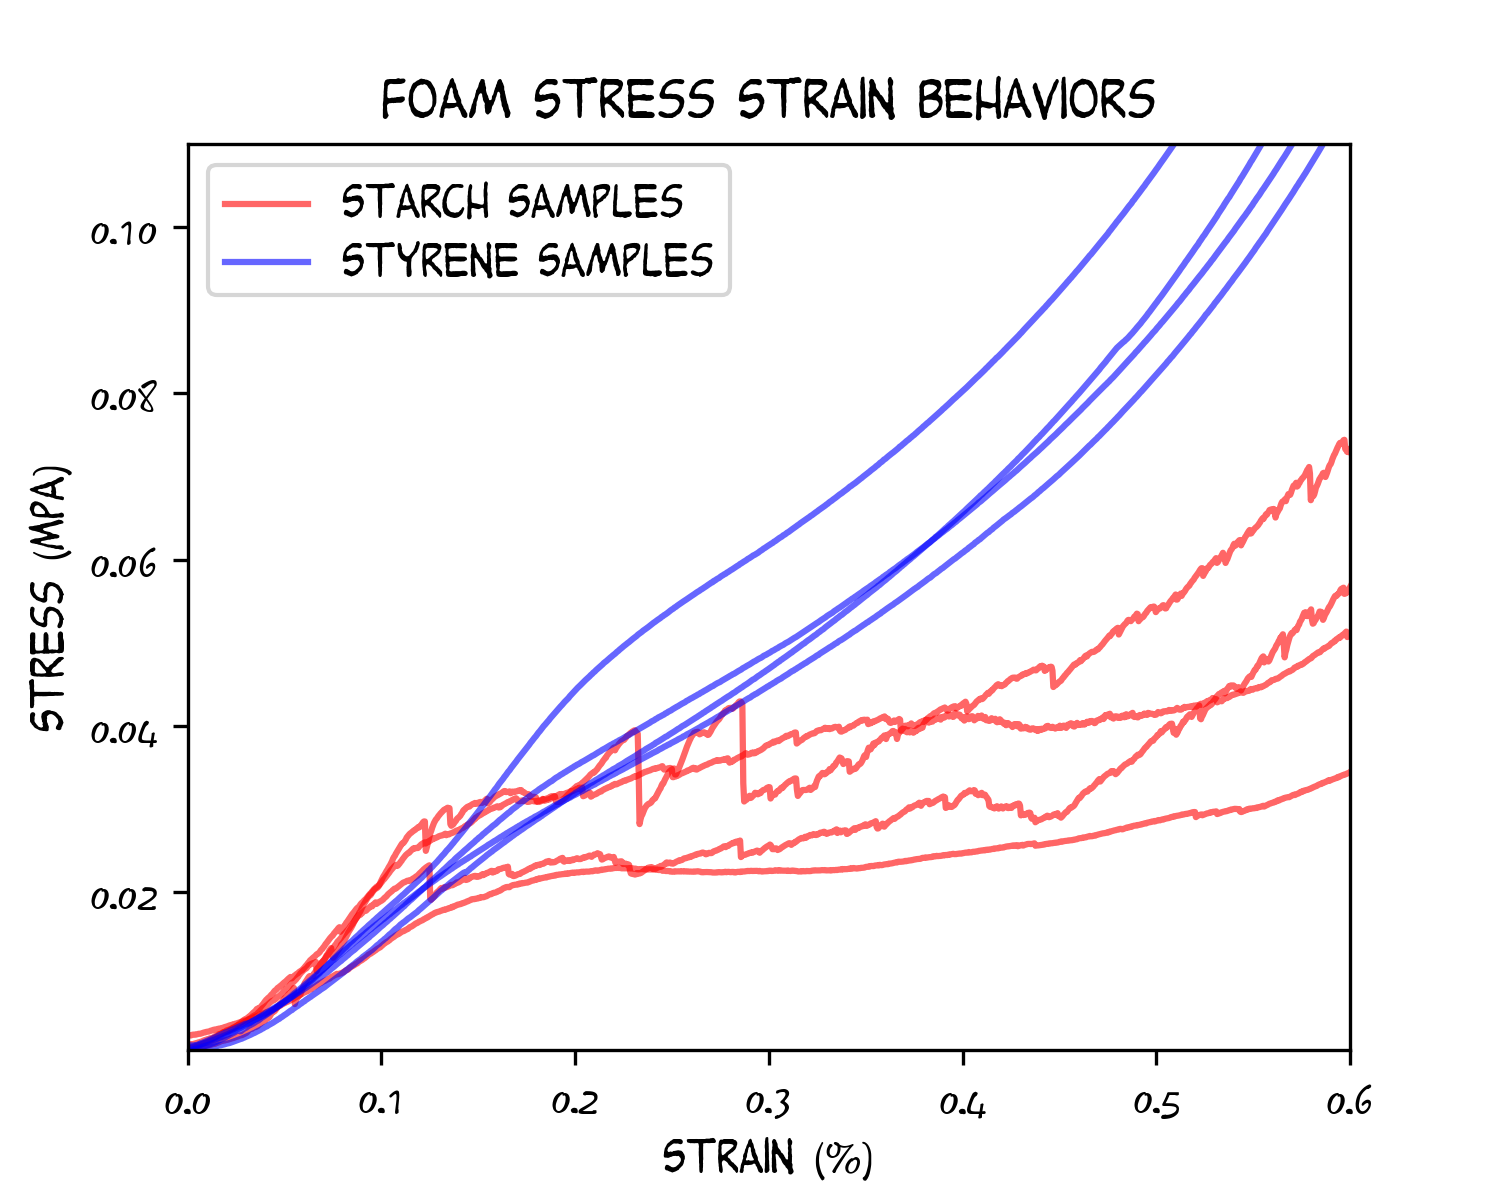 FOAM STRESS STRAIN BEHAVIORS
STARCH SAMPLES
STYRENE SAMPLES
0.10
0.08
0.06
0.04
0.02
STRESS (MPA)
0.0 0.1 0.2 0.3 0.4 0.5 0.6
STRAIN (%)